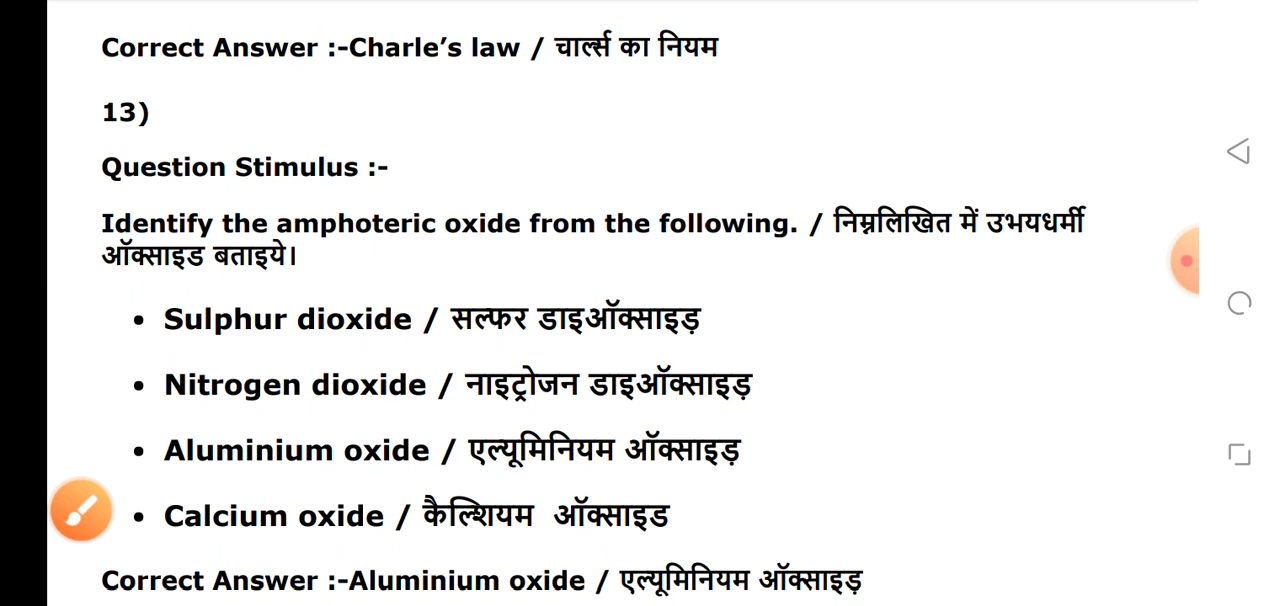 Correct Answer :-Charle’s law / चार्ल्स का नियम
13)
Question Stimulus :-
Identify the amphoteric oxide from the following. / निम्नलिखित में उभयधर्मी
ऑक्साइड बताइये।
• Sulphur dioxide / सल्फर डाइऑक्साइड़
• Nitrogen dioxide / नाइट्रोजन डाइऑक्साइड़
• Aluminium oxide / एल्यूमिनियम ऑक्साइड़
• Calcium oxide / कैल्शियम ऑक्साइड
Correct Answer :-Aluminium oxide / एल्यूमिनियम ऑक्साइड़